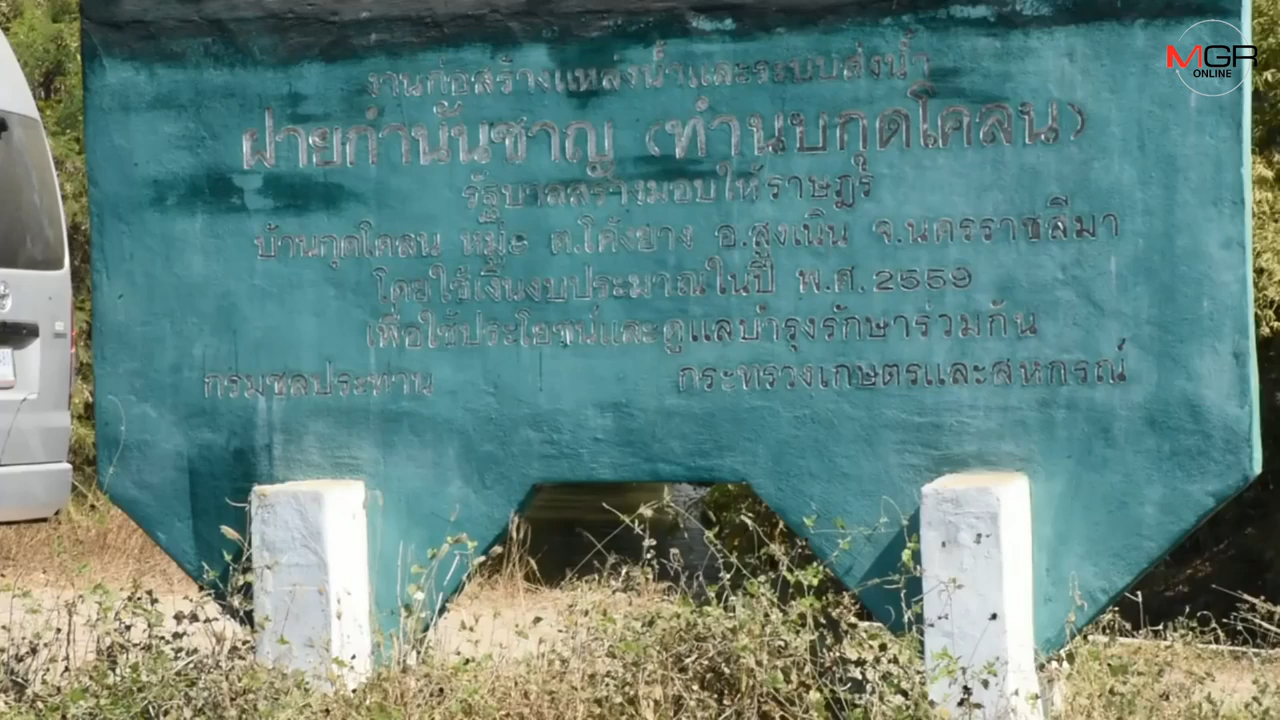 MGR
ONLINE
งานก่อสร้างแหล่งน้ำและระบบส่งน้ำ
ฝายกำนันชาญ (ทำนบกุดโคลน)
รัฐบาลสร้างมอบให้ราษฎร
บ้านกุดโคลน ต.โค้งยาง อ.สูงเนิน จ.นครราชสีมา
โดยใช้เงินงบประมาณในปี พ.ศ. 2559
เพื่อใช้ประโยชน์และดูแลบำรุงรักษาร่วมกัน
กรมชลประทาน กระทรวงเกษตรและสหกรณ์